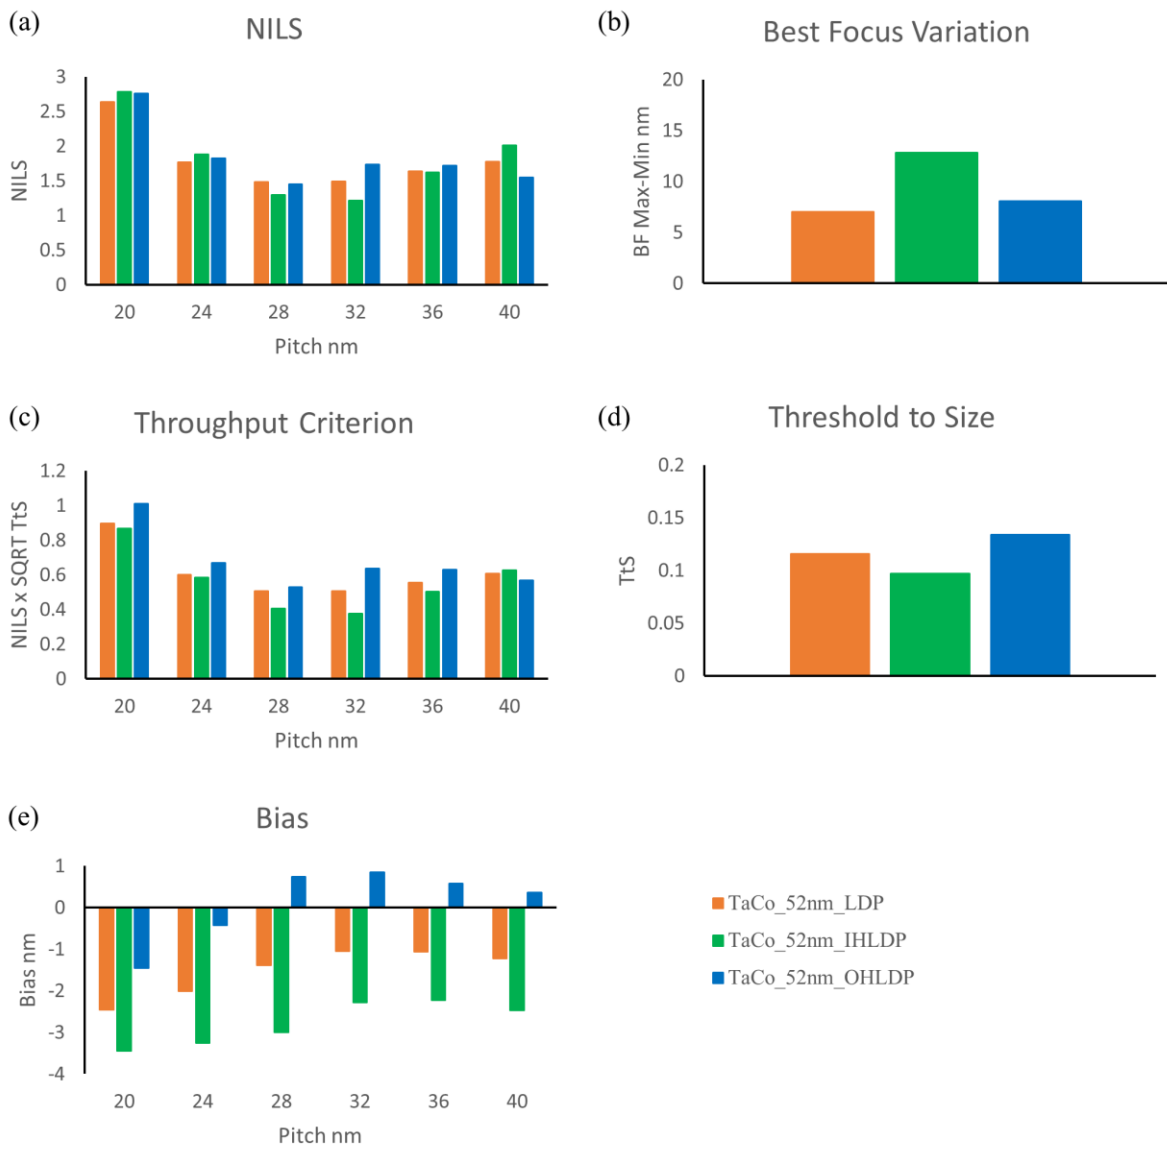 (a)
NILS
3
2.5
2
1.5
1
0.5
0
NILS
20 24 28 32 36 40
Pitch nm
(b)
Best Focus Variation
20
15
10
5
0
BF Max-Min nm
(c)
Throughput Criterion
1.2
1
0.8
0.6
0.4
0.2
0
NILS x SQRT TtS
20 24 28 32 36 40
Pitch nm
(d)
Threshold to Size
0.2
0.15
0.1
0.05
0
TtS
(e)
Bias
1
0
-1
-2
-3
-4
Bias nm
20 24 28 32 36 40
Pitch nm
TaCo_52nm_LDP
TaCo_52nm_IHLDP
TaCo_52nm_OHLDP